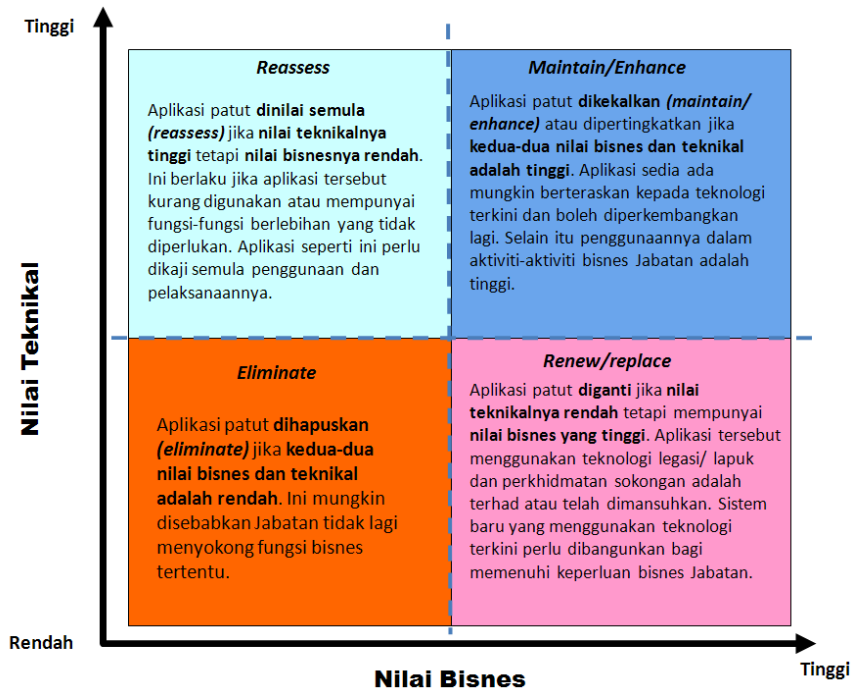 Tinggi
Nilai Teknikal
Reassess
Aplikasi patut dinilai semula
(reassess) jika nilai teknikalnya
tinggi tetapi nilai bisnesnya rendah.
Ini berlaku jika aplikasi tersebut
kurang digunakan atau mempunyai
fungsi-fungsi berlebihan yang tidak
diperlukan. Aplikasi seperti ini perlu
dikaji semula penggunaan dan
pelaksanaannya.
Maintain/Enhance
Aplikasi patut dikekalkan (maintain/
enhance) atau dipertingkatkan jika
kedua-dua nilai bisnes dan teknikal
adalah tinggi. Aplikasi sedia ada
mungkin berteraskan kepada teknologi
terkini dan boleh diperkembangkan
lagi. Selain itu penggunaannya dalam
aktiviti-aktiviti bisnes Jabatan adalah
tinggi.
Eliminate
Aplikasi patut dihapuskan
(eliminate) jika kedua-dua
nilai bisnes dan teknikal
adalah rendah. Ini mungkin
disebabkan Jabatan tidak lagi
menyokong fungsi bisnes
tertentu.
Renew/replace
Aplikasi patut diganti jika nilai
teknikalnya rendah tetapi mempunyai
nilai bisnes yang tinggi. Aplikasi tersebut
menggunakan teknologi legasi/ lapuk
dan perkhidmatan sokongan adalah
terhad atau telah dimansuhkan. Sistem
baru yang menggunakan teknologi
terkini perlu dibangunkan bagi
memenuhi keperluan bisnes Jabatan.
Rendah
Nilai Bisnes
Tinggi